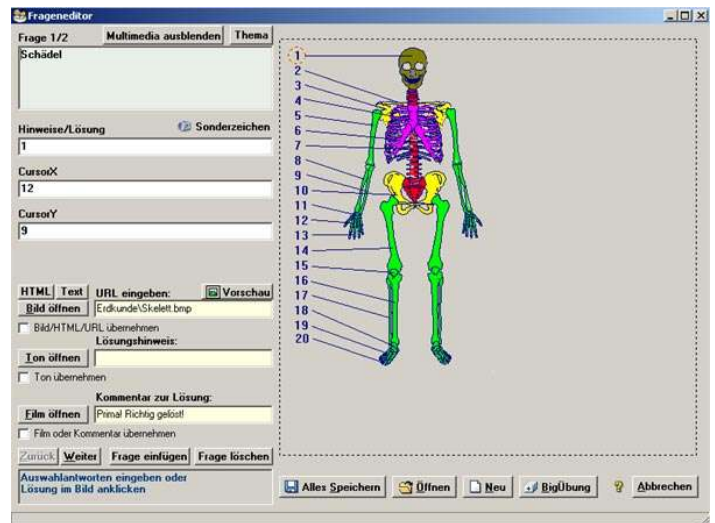 Frageneditor
Frage 1/2
Multimedia ausblenden
Thema
Schädel
Hinweise/Lösung
Sonderzeichen
1
CursorX
12
CursorY
9
HTML
Text
URL eingeben:
Vorschau
Bild öffnen
Erdkunde\Skelett.bmp
Bild/HTML/URL übernehmen
Lösungshinweis:
Ton öffnen
Ton übernehmen
Kommentar zur Lösung:
Film öffnen
Prima! Richtig gelöst!
Film oder Kommentar übernehmen
Zurück
Weiter
Frage einfügen
Frage löschen
Auswahlantworten eingeben oder
Lösung im Bild anklicken
1
2
3
4
5
6
7
8
9
10
11
12
13
14
15
16
17
18
19
20
Alles Speichern
Öffnen
Neu
BigÜbung
?
Abbrechen